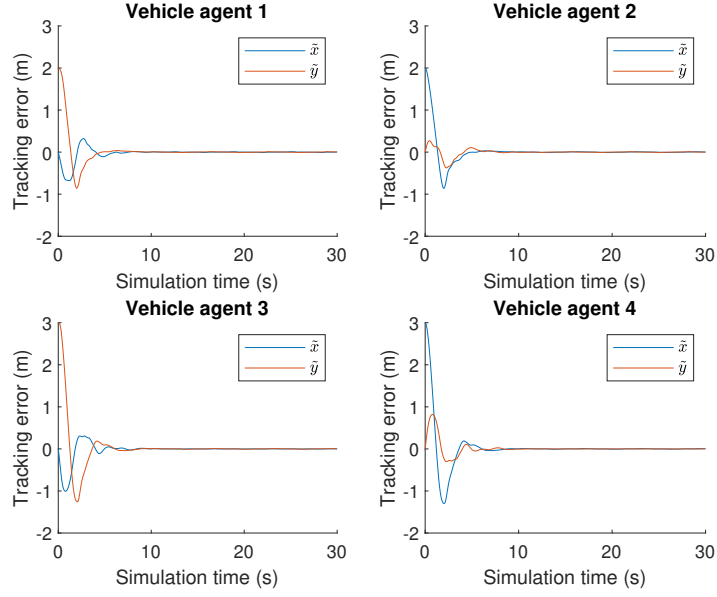 Vehicle agent 1
3
2
1
0
-1
-2
Tracking error (m)
x̃
ỹ
0
10
20
30
Simulation time (s)
Vehicle agent 2
3
2
1
0
-1
-2
Tracking error (m)
x̃
ỹ
0
10
20
30
Simulation time (s)
Vehicle agent 3
3
2
1
0
-1
-2
Tracking error (m)
x̃
ỹ
0
10
20
30
Simulation time (s)
Vehicle agent 4
3
2
1
0
-1
-2
Tracking error (m)
x̃
ỹ
0
10
20
30
Simulation time (s)